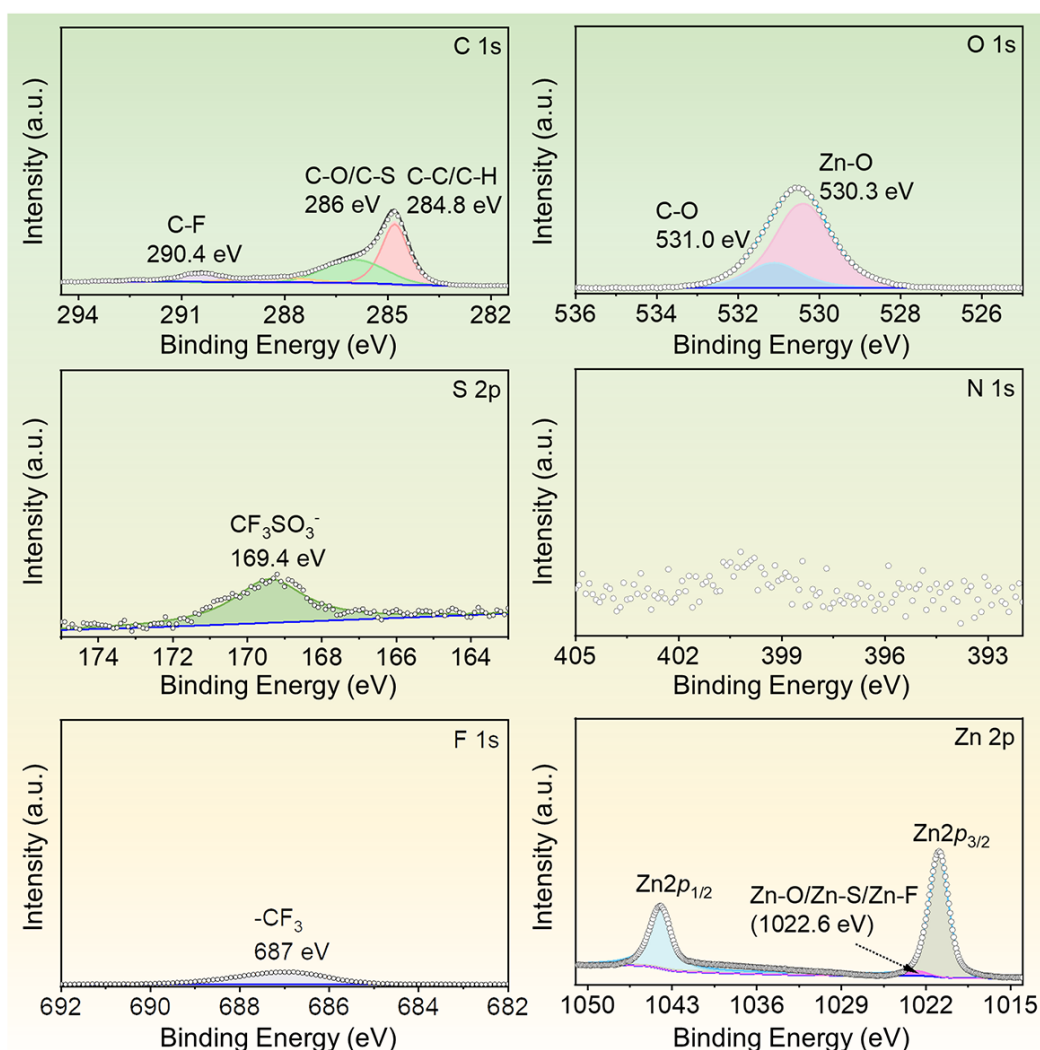 C 1s
Intensity (a.u.)
C-F
290.4 eV
C-O/C-S
286 eV
C-C/C-H
284.8 eV
294 291 288 285 282
Binding Energy (eV)
O 1s
Intensity (a.u.)
C-O
531.0 eV
Zn-O
530.3 eV
536 534 532 530 528 526
Binding Energy (eV)
S 2p
Intensity (a.u.)
CF₃SO₃⁻
169.4 eV
174 172 170 168 166 164
Binding Energy (eV)
N 1s
Intensity (a.u.)
405 402 399 396 393
Binding Energy (eV)
F 1s
Intensity (a.u.)
-CF₃
687 eV
692 690 688 686 684 682
Binding Energy (eV)
Zn 2p
Intensity (a.u.)
Zn2p₁/₂
Zn-O/Zn-S/Zn-F
(1022.6 eV)
Zn2p₃/₂
1050 1043 1036 1029 1022 1015
Binding Energy (eV)